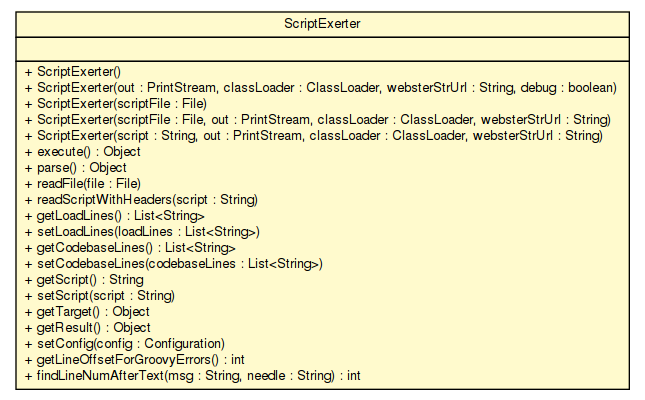 ScriptExerter
+ ScriptExerter()
+ ScriptExerter(out : PrintStream, classLoader : ClassLoader, websterStrUrl : String, debug : boolean)
+ ScriptExerter(scriptFile : File)
+ ScriptExerter(scriptFile : File, out : PrintStream, classLoader : ClassLoader, websterStrUrl : String)
+ ScriptExerter(script : String, out : PrintStream, classLoader : ClassLoader, websterStrUrl : String)
+ execute() : Object
+ parse() : Object
+ readFile(file : File)
+ readScriptWithHeaders(script : String)
+ getLoadLines() : List<String>
+ setLoadLines(loadLines : List<String>)
+ getCodebaseLines() : List<String>
+ setCodebaseLines(codebaseLines : List<String>)
+ getScript() : String
+ setScript(script : String)
+ getTarget() : Object
+ getResult() : Object
+ setConfig(config : Configuration)
+ getLineOffsetForGroovyErrors() : int
+ findLineNumAfterText(msg : String, needle : String) : int